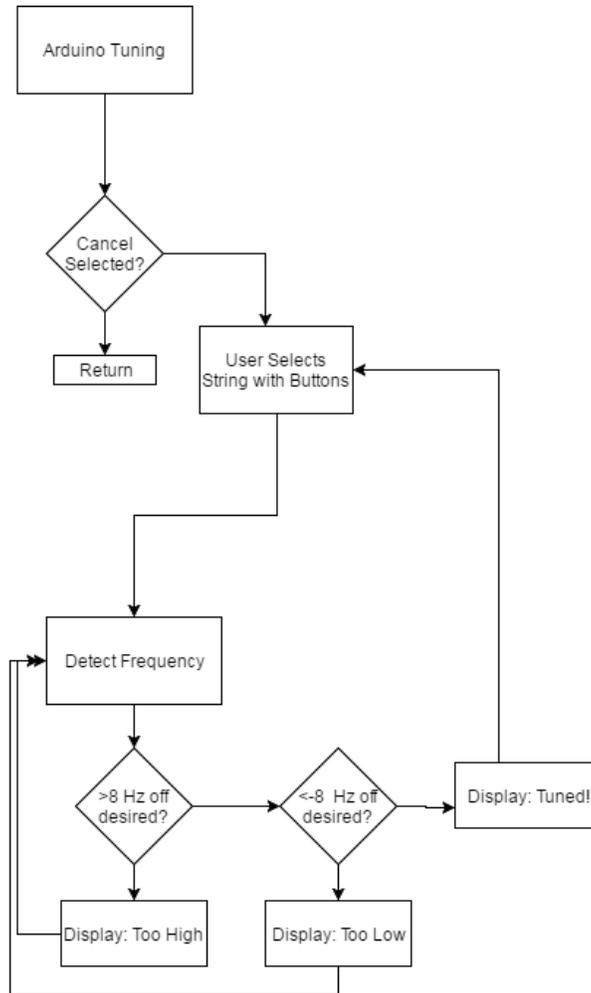 Arduino Tuning
Cancel
Selected?
Return
User Selects
String with Buttons
Detect Frequency
>8 Hz off
desired?
<-8  Hz off
desired?
Display: Tuned!
Display: Too High
Display: Too Low